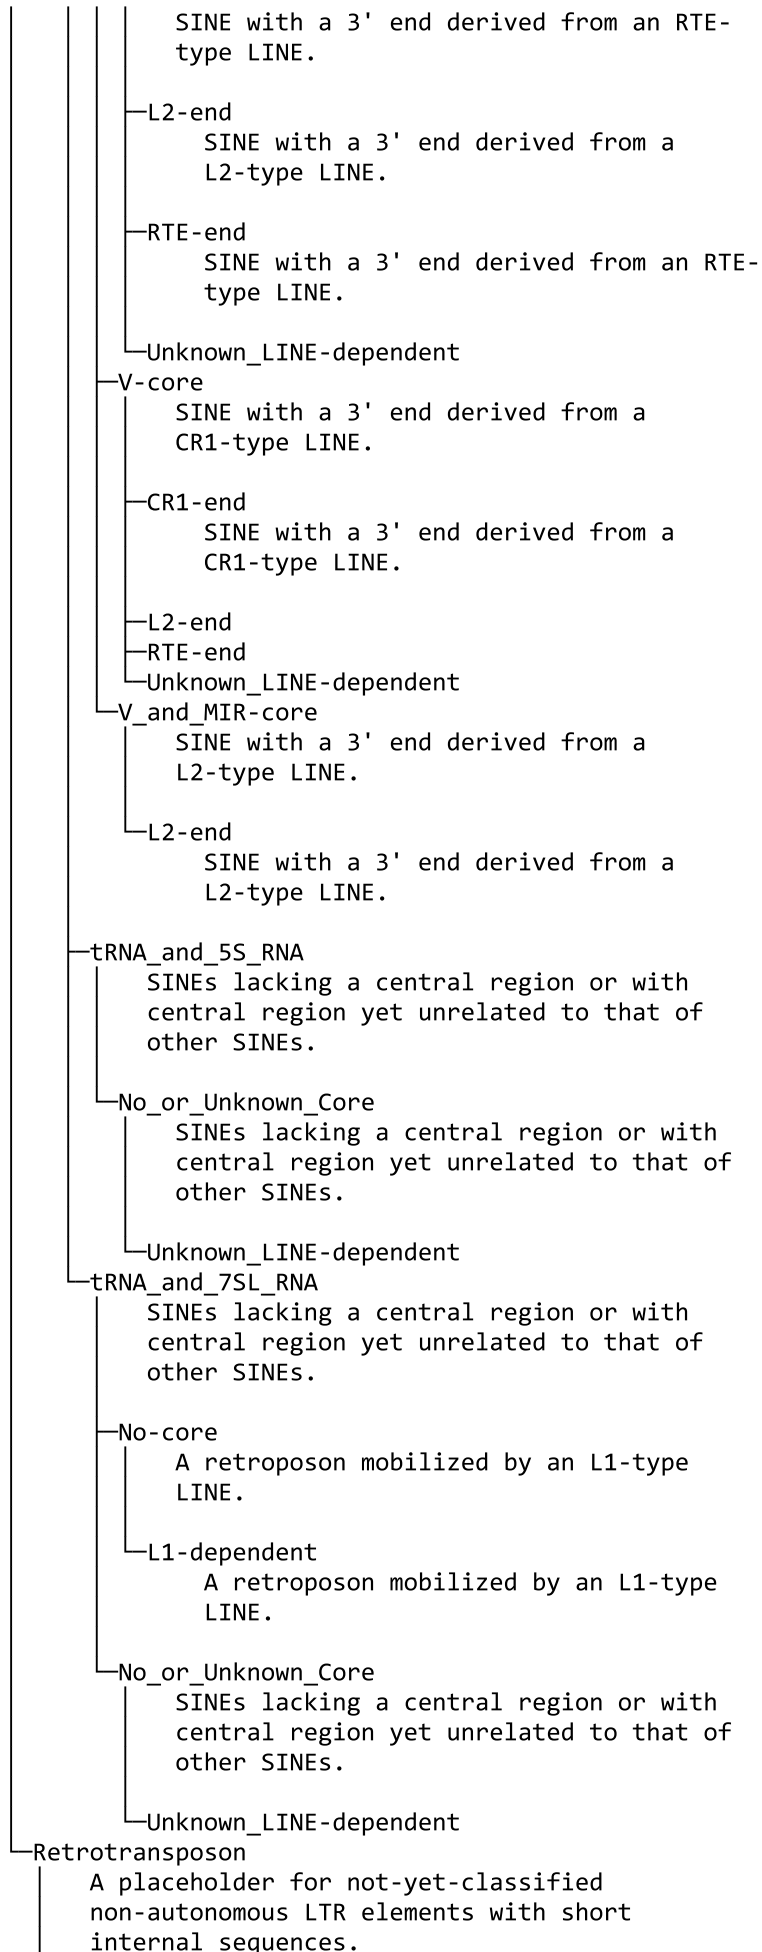 SINE with a 3' end derived from an RTE-
type LINE.
L2-end
SINE with a 3' end derived from a
L2-type LINE.
RTE-end
SINE with a 3' end derived from an RTE-
type LINE.
Unknown_LINE-dependent
V-core
SINE with a 3' end derived from a
CR1-type LINE.
CR1-end
SINE with a 3' end derived from a
CR1-type LINE.
L2-end
RTE-end
Unknown_LINE-dependent
V_and_MIR-core
SINE with a 3' end derived from a
L2-type LINE.
L2-end
SINE with a 3' end derived from a
L2-type LINE.
tRNA_and_5S_RNA
SINEs lacking a central region or with
central region yet unrelated to that of
other SINEs.
No_or_Unknown_Core
SINEs lacking a central region or with
central region yet unrelated to that of
other SINEs.
Unknown_LINE-dependent
tRNA_and_7SL_RNA
SINEs lacking a central region or with
central region yet unrelated to that of
other SINEs.
No-core
A retroposon mobilized by an L1-type
LINE.
L1-dependent
A retroposon mobilized by an L1-type
LINE.
No_or_Unknown_Core
SINEs lacking a central region or with
central region yet unrelated to that of
other SINEs.
Unknown_LINE-dependent
Retrotransposon
A placeholder for not-yet-classified
non-autonomous LTR elements with short
internal sequences.